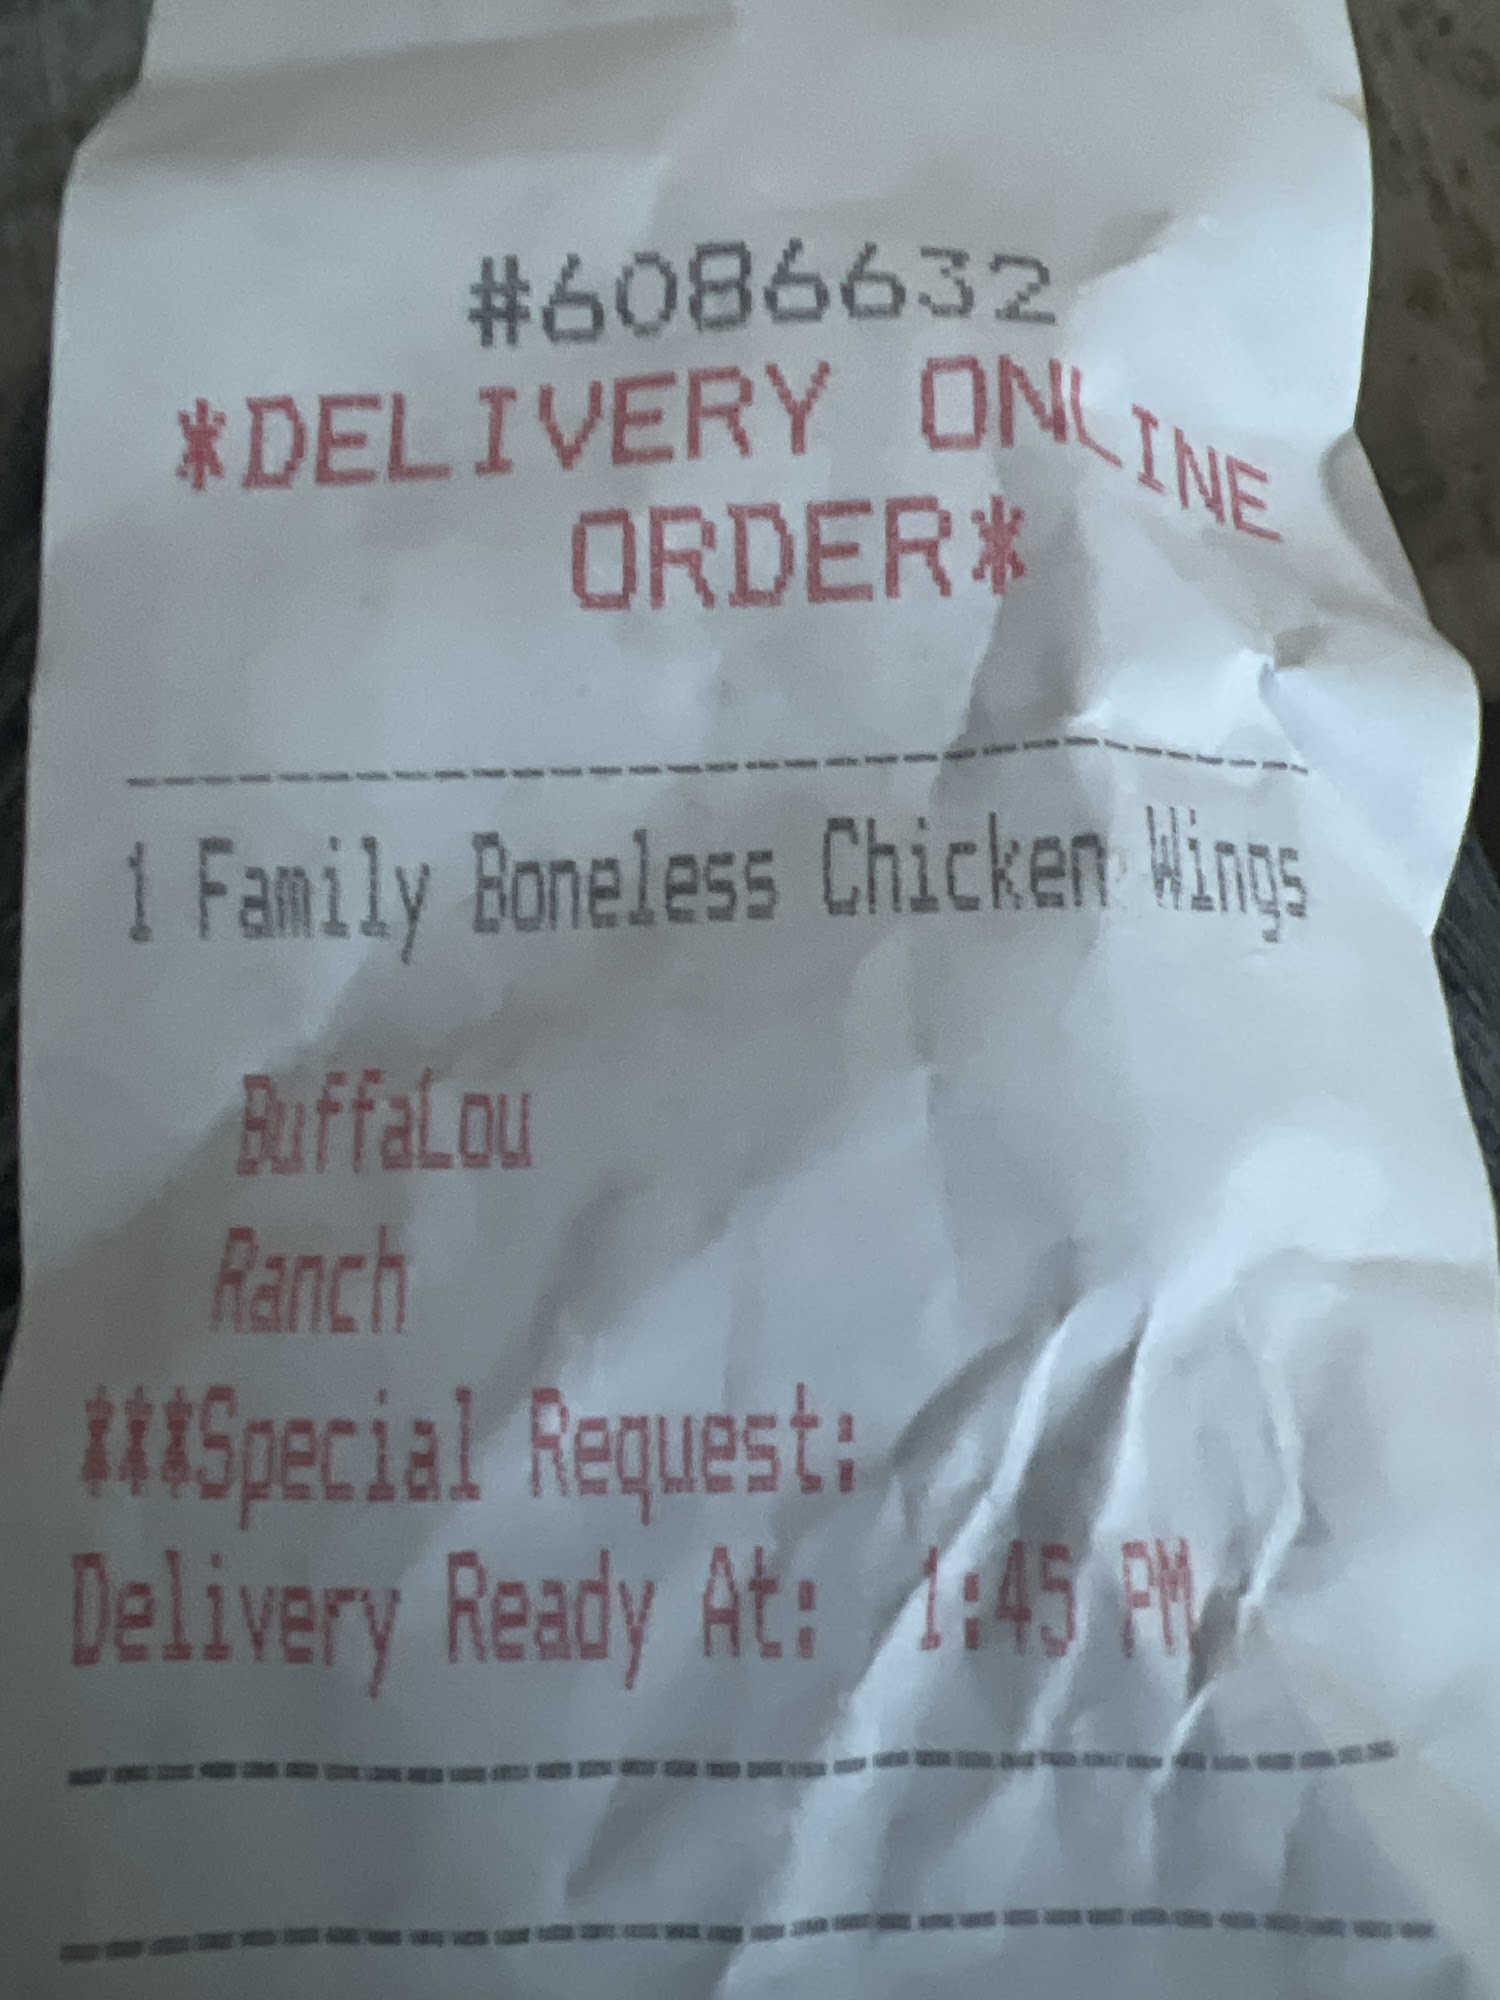 #6086632
*DELIVERY ONLINE
ORDER*
1 Family Boneless Chicken Wings
BuffaLou
Ranch
***Special Request:
Delivery Ready At: 1:45 PM